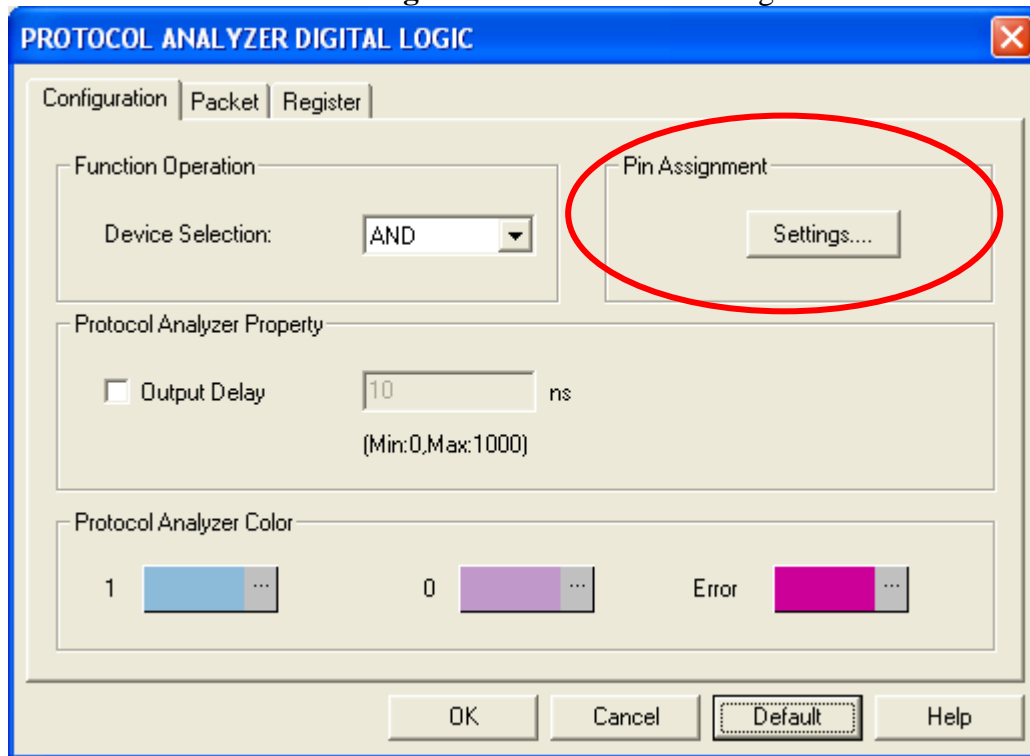 PROTOCOL ANALYZER DIGITAL LOGIC
Configuration Packet Register
Function Operation
Device Selection: AND
Pin Assignment
Settings....
Protocol Analyzer Property
Output Delay 10 ns
(Min:0,Max:1000)
Protocol Analyzer Color
1 ... 0 ... Error ...
OK Cancel Default Help